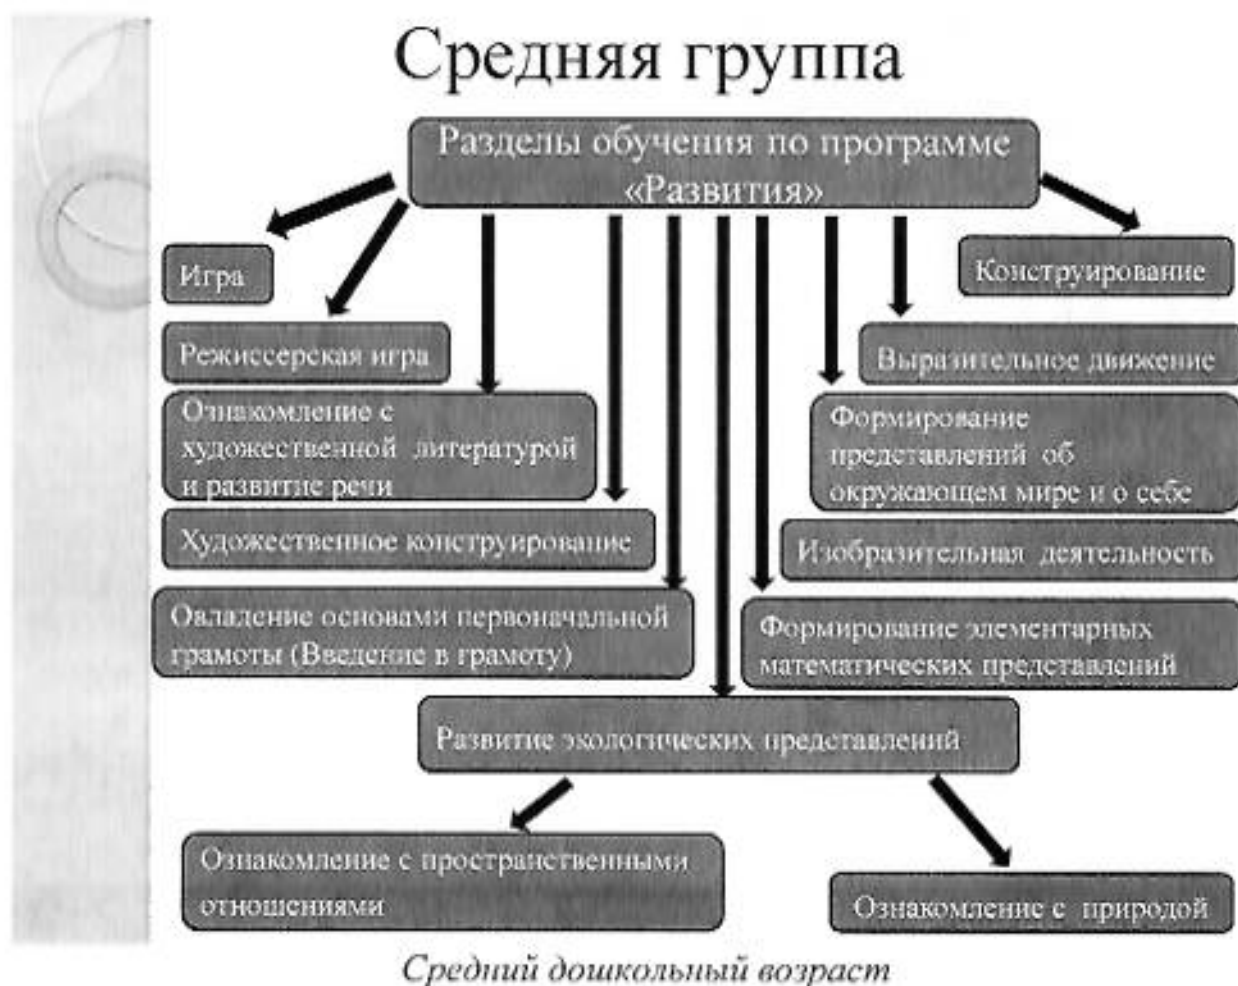 Средняя группа
Разделы обучения по программе
«Развития»
Игра
Конструирование
Режиссерская игра
Выразительное движение
Ознакомление с
художественной литературой
и развитие речи
Формирование
представлений об
окружающем мире и о себе
Художественное конструирование
Изобразительная деятельность
Овладение основами первоначальной
грамоты (Введение в грамоту)
Формирование элементарных
математических представлений
Развитие экологических представлений
Ознакомление с пространственными
отношениями
Ознакомление с природой
Средний дошкольный возраст